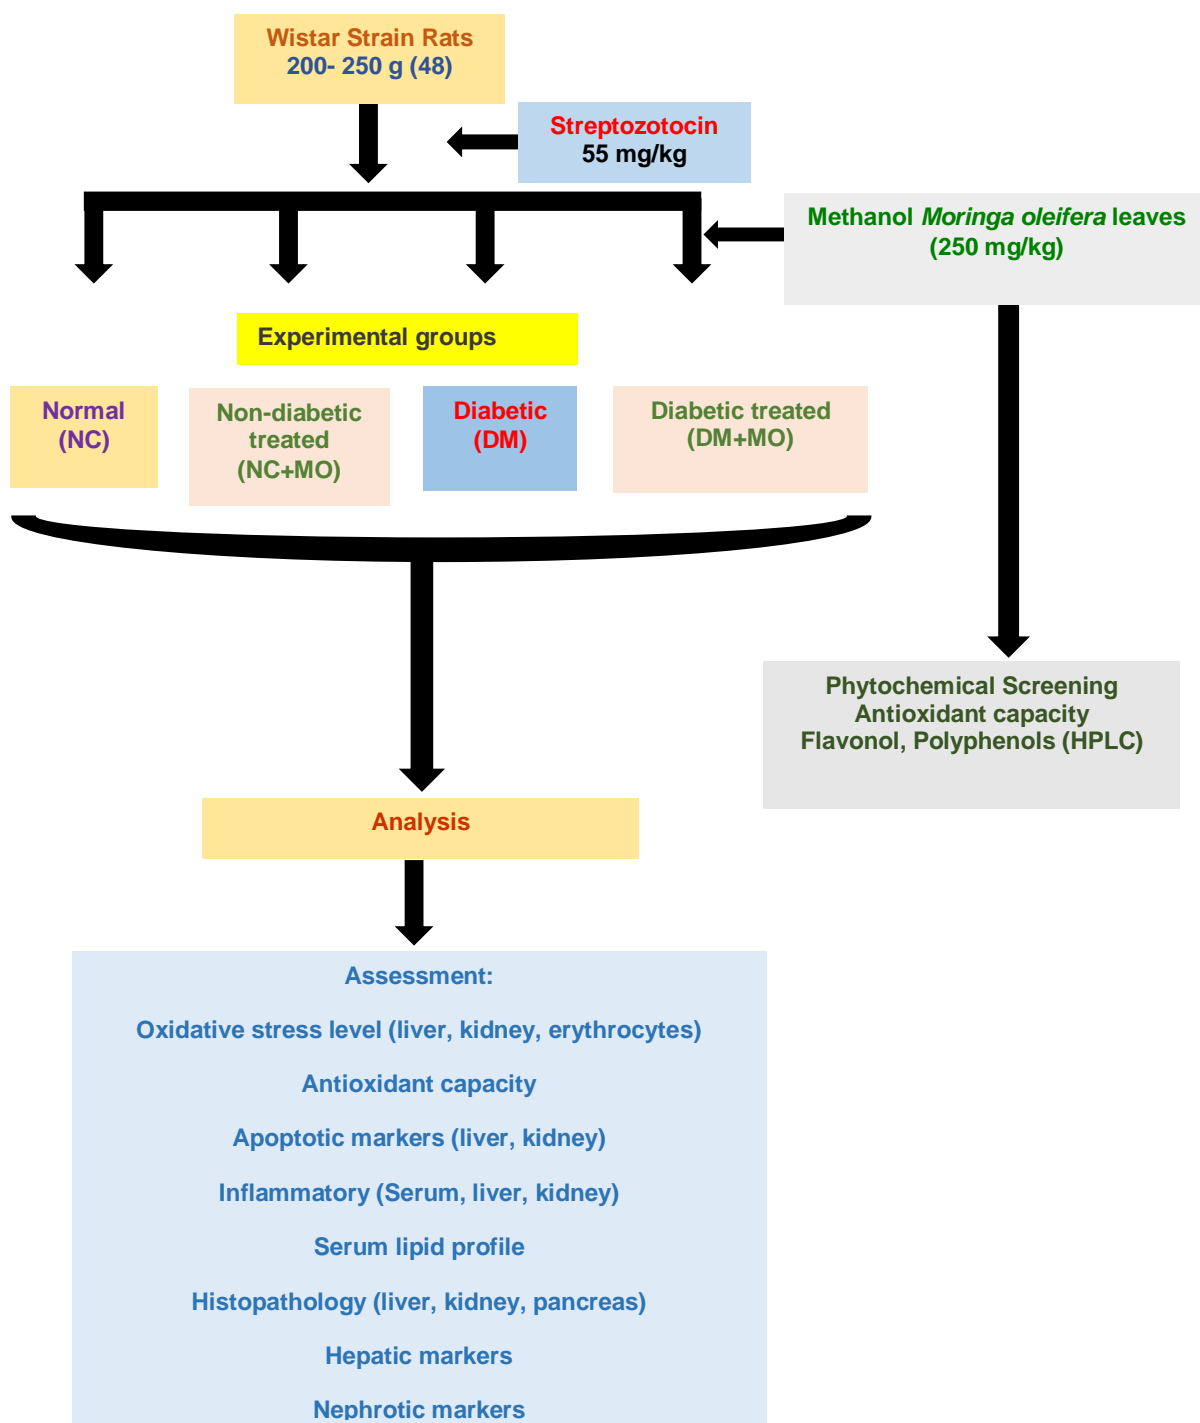 Wistar Strain Rats
200- 250 g (48)
Streptozotocin
55 mg/kg
Methanol Moringa oleifera leaves
(250 mg/kg)
Experimental groups
Normal
(NC)
Non-diabetic
treated
(NC+MO)
Diabetic
(DM)
Diabetic treated
(DM+MO)
Phytochemical Screening
Antioxidant capacity
Flavonol, Polyphenols (HPLC)
Analysis
Assessment:
Oxidative stress level (liver, kidney, erythrocytes)
Antioxidant capacity
Apoptotic markers (liver, kidney)
Inflammatory (Serum, liver, kidney)
Serum lipid profile
Histopathology (liver, kidney, pancreas)
Hepatic markers
Nephrotic markers